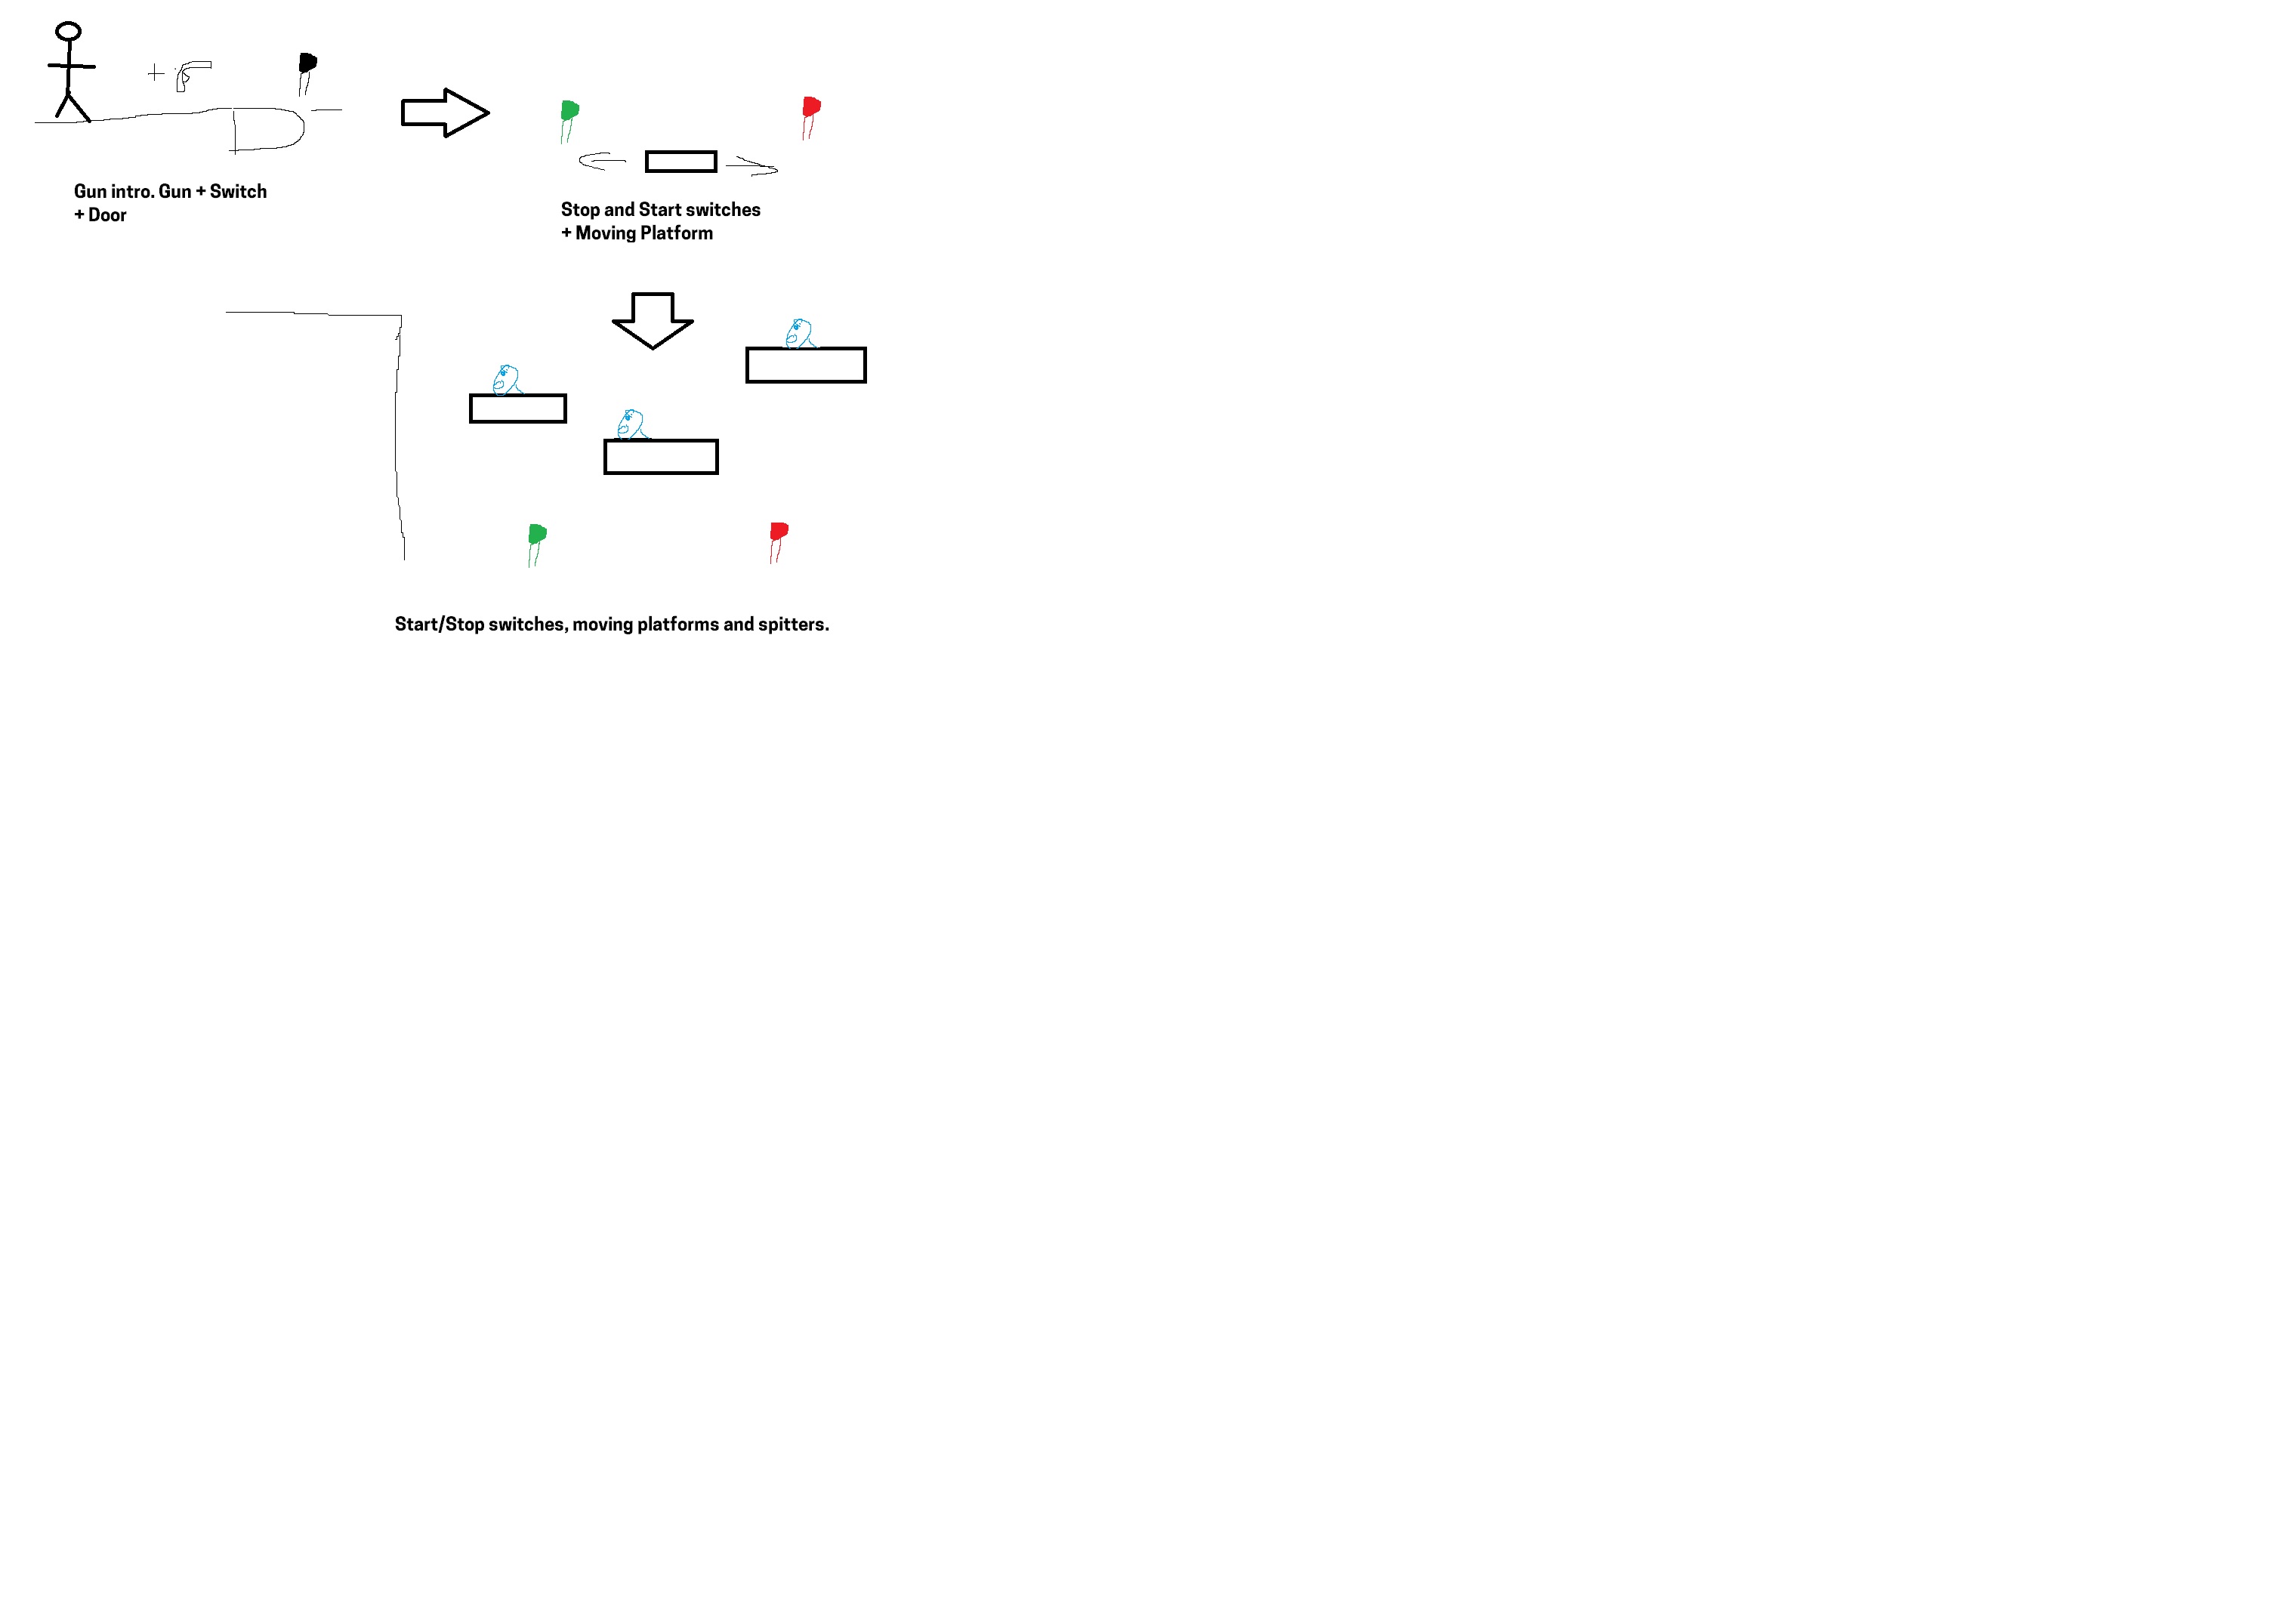 Gun intro. Gun + Switch
+ Door
Stop and Start switches
+ Moving Platform
Start/Stop switches, moving platforms and spitters.